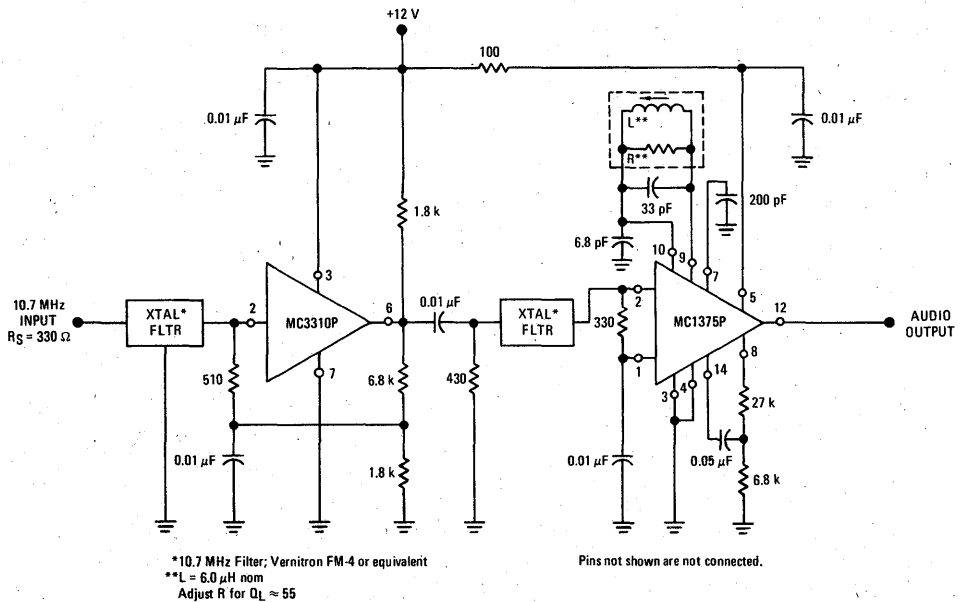 +12 V
100
0.01 μF
0.01 μF
L**
R**
1.8 k
33 pF
200 pF
6.8 pF
10
9
7
3
5
10.7 MHz
INPUT
RS = 330 Ω
XTAL*
FLTR
2
MC3310P
6
0.01 μF
XTAL*
FLTR
2
330
MC1375P
12
AUDIO
OUTPUT
7
1
3
4
14
8
510
6.8 k
430
27 k
0.01 μF
1.8 k
0.01 μF
0.05 μF
6.8 k
*10.7 MHz Filter; Vernitron FM-4 or equivalent
**L = 6.0 μH nom
Adjust R for QL ≈ 55
Pins not shown are not connected.